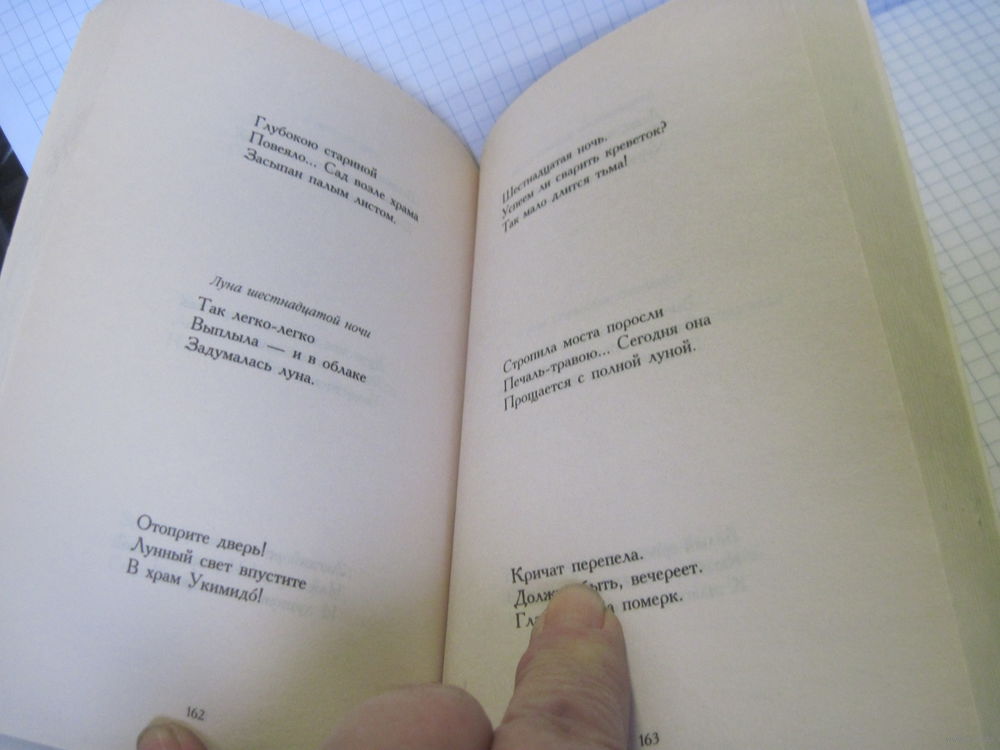 Глубокою стариной
Повеяло... Сад возле храма
Засыпан палым листом.
Луна шестнадцатой ночи
Так легко-легко
Выплыла — и в облаке
Задумалась луна.
Отоприте дверь!
Лунный свет впустите
В храм Укимидо́!
162
Шестнадцатая ночь.
Успеем ли сварить креветок?
Так мало длится тьма!
Стропила моста поросли
Печаль-травою... Сегодня она
Прощается с полной луной.
Кричат перепела.
быть, вечереет.
померк.
163